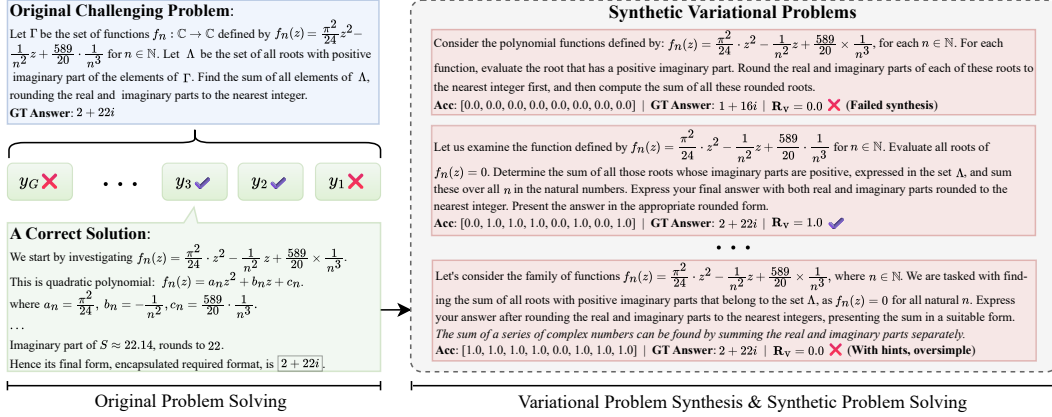 Original Challenging Problem:
Let Γ be the set of functions fₙ : ℂ → ℂ defined by fₙ(z) = π²/24 z² −
1/n² z + 589/20 · 1/n³ for n ∈ ℕ. Let Λ be the set of all roots with positive
imaginary part of the elements of Γ. Find the sum of all elements of Λ,
rounding the real and imaginary parts to the nearest integer.
GT Answer: 2 + 22i
y_G ❌ • • • y₃ ✔ y₂ ✔ y₁ ❌
A Correct Solution:
We start by investigating fₙ(z) = π²/24 · z² − 1/n² z + 589/20 × 1/n³.
This is quadratic polynomial: fₙ(z) = aₙz² + bₙz + cₙ.
where aₙ = π²/24, bₙ = −1/n², cₙ = 589/20 · 1/n³.
...
Imaginary part of S ≈ 22.14, rounds to 22.
Hence its final form, encapsulated required format, is 2 + 22i.
Original Problem Solving
Synthetic Variational Problems
Consider the polynomial functions defined by: fₙ(z) = π²/24 · z² − 1/n² z + 589/20 × 1/n³, for each n ∈ ℕ. For each
function, evaluate the root that has a positive imaginary part. Round the real and imaginary parts of each of these roots to
the nearest integer first, and then compute the sum of all these rounded roots.
Acc: [0.0, 0.0, 0.0, 0.0, 0.0, 0.0, 0.0, 0.0] | GT Answer: 1 + 16i | R_v = 0.0 ❌ (Failed synthesis)
Let us examine the function defined by fₙ(z) = π²/24 · z² − 1/n² z + 589/20 · 1/n³ for n ∈ ℕ. Evaluate all roots of
fₙ(z) = 0. Determine the sum of all those roots whose imaginary parts are positive, expressed in the set Λ, and sum
these over all n in the natural numbers. Express your final answer with both real and imaginary parts rounded to the
nearest integer. Present the answer in the appropriate rounded form.
Acc: [0.0, 1.0, 1.0, 1.0, 0.0, 1.0, 0.0, 1.0] | GT Answer: 2 + 22i | R_v = 1.0 ✔
• • •
Let's consider the family of functions fₙ(z) = π²/24 · z² − 1/n² z + 589/20 × 1/n³, where n ∈ ℕ. We are tasked with find-
ing the sum of all roots with positive imaginary parts that belong to the set Λ, as fₙ(z) = 0 for all natural n. Express
your answer after rounding the real and imaginary parts to the nearest integers, presenting the sum in a suitable form.
The sum of a series of complex numbers can be found by summing the real and imaginary parts separately.
Acc: [1.0, 1.0, 1.0, 1.0, 0.0, 1.0, 1.0, 1.0] | GT Answer: 2 + 22i | R_v = 0.0 ❌ (With hints, oversimple)
Variational Problem Synthesis & Synthetic Problem Solving